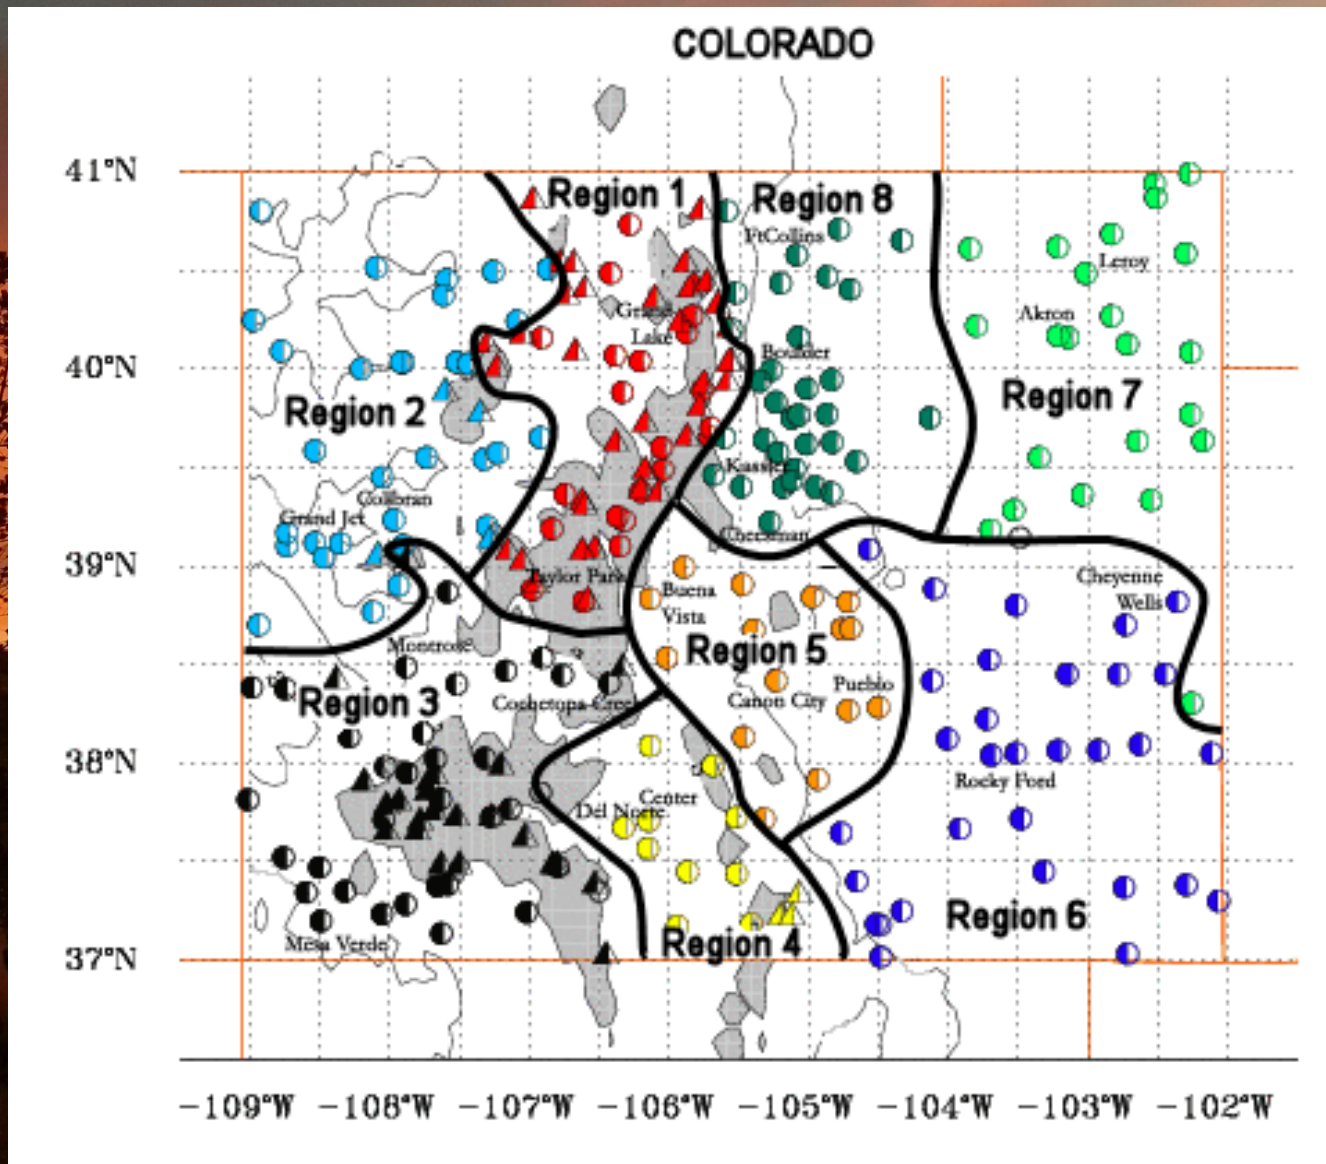 COLORADO
41°N
Region 1
Region 8
FtCollins
Leroy
Grand
Lake
Akron
40°N
Boulder
Region 2
Region 7
Kassler
Collbran
Grand Jct
Cheesman
39°N
Taylor Park
Buena
Vista
Cheyenne
Wells
Montrose
Region 5
Region 3
Cochetopa Creek
Canon City
Pueblo
38°N
Rocky Ford
Del Norte
Center
Region 6
Mesa Verde
Region 4
37°N
-109°W -108°W -107°W -106°W -105°W -104°W -103°W -102°W